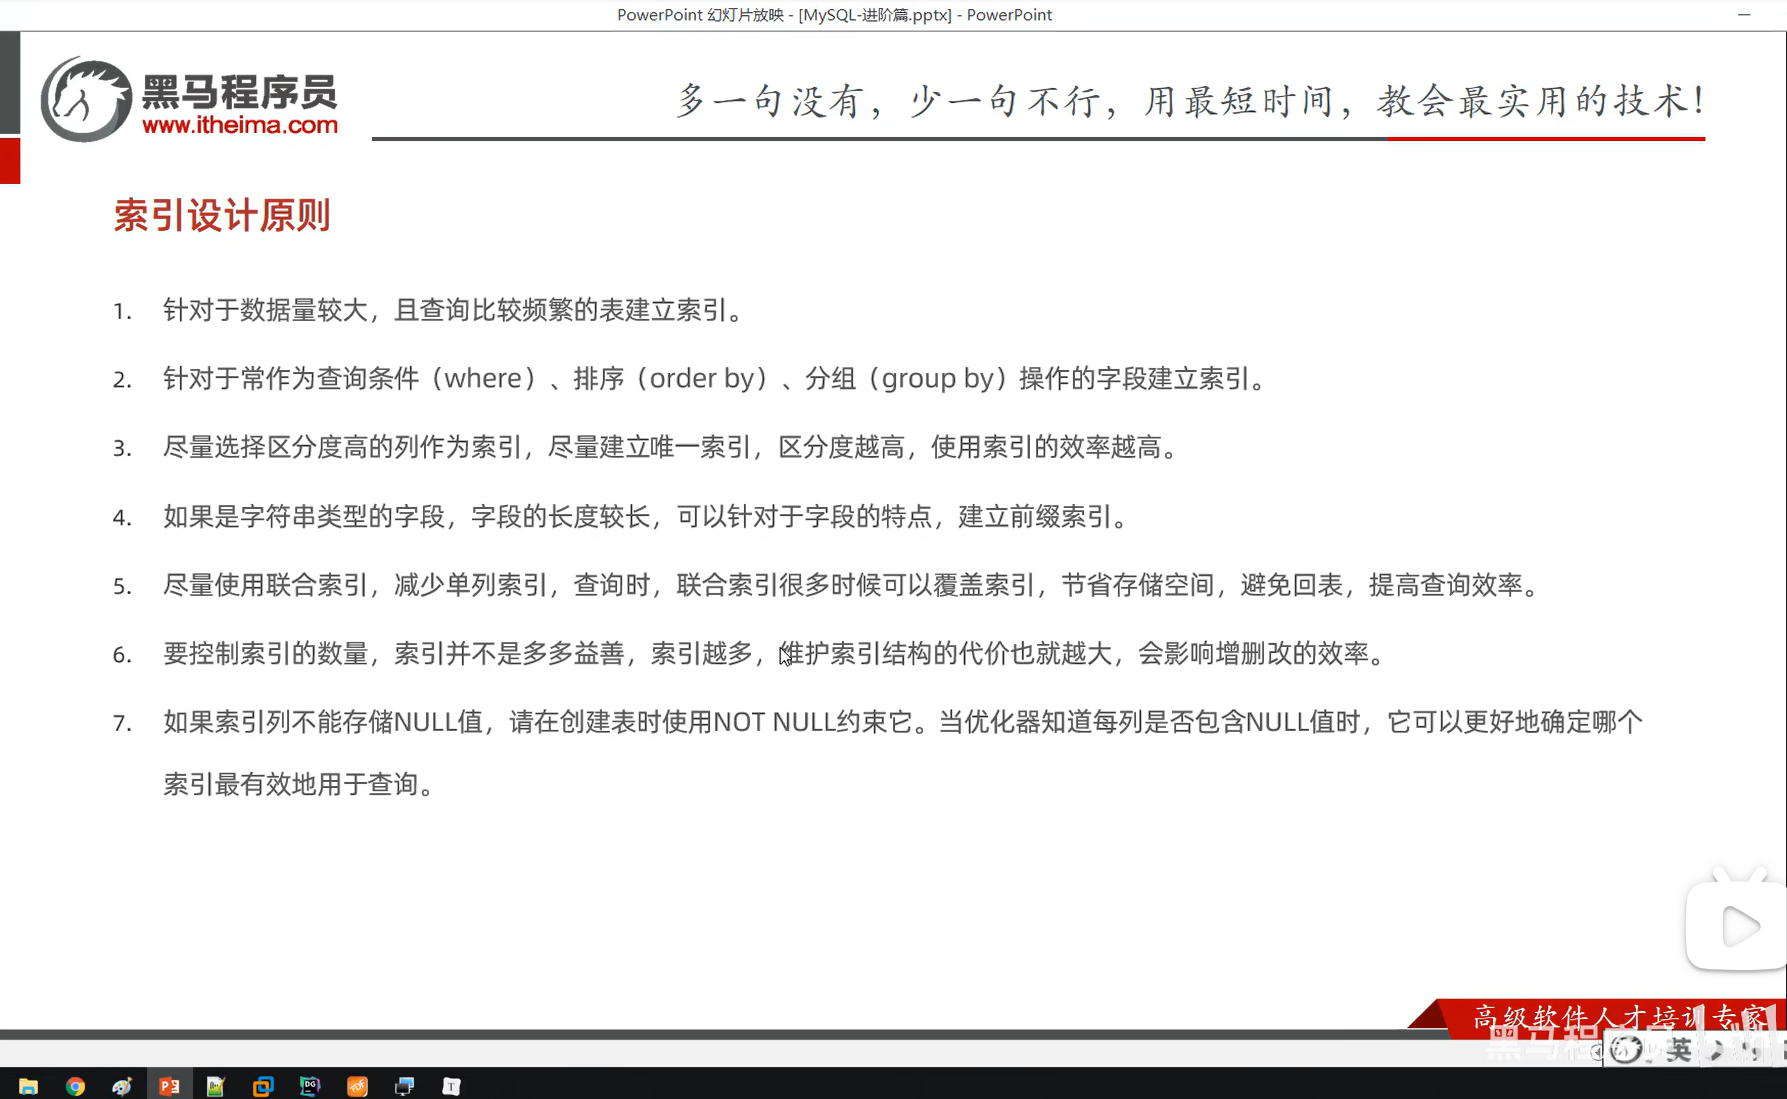 PowerPoint 幻灯片放映 - [MySQL-进阶篇.pptx] - PowerPoint
黑马程序员
www.itheima.com
多一句没有，少一句不行，用最短时间，教会最实用的技术！
索引设计原则
1. 针对于数据量较大，且查询比较频繁的表建立索引。
2. 针对于常作为查询条件（where）、排序（order by）、分组（group by）操作的字段建立索引。
3. 尽量选择区分度高的列作为索引，尽量建立唯一索引，区分度越高，使用索引的效率越高。
4. 如果是字符串类型的字段，字段的长度较长，可以针对于字段的特点，建立前缀索引。
5. 尽量使用联合索引，减少单列索引，查询时，联合索引很多时候可以覆盖索引，节省存储空间，避免回表，提高查询效率。
6. 要控制索引的数量，索引并不是多多益善，索引越多，维护索引结构的代价也就越大，会影响增删改的效率。
7. 如果索引列不能存储NULL值，请在创建表时使用NOT NULL约束它。当优化器知道每列是否包含NULL值时，它可以更好地确定哪个
索引最有效地用于查询。
高级软件人才培训专家
英